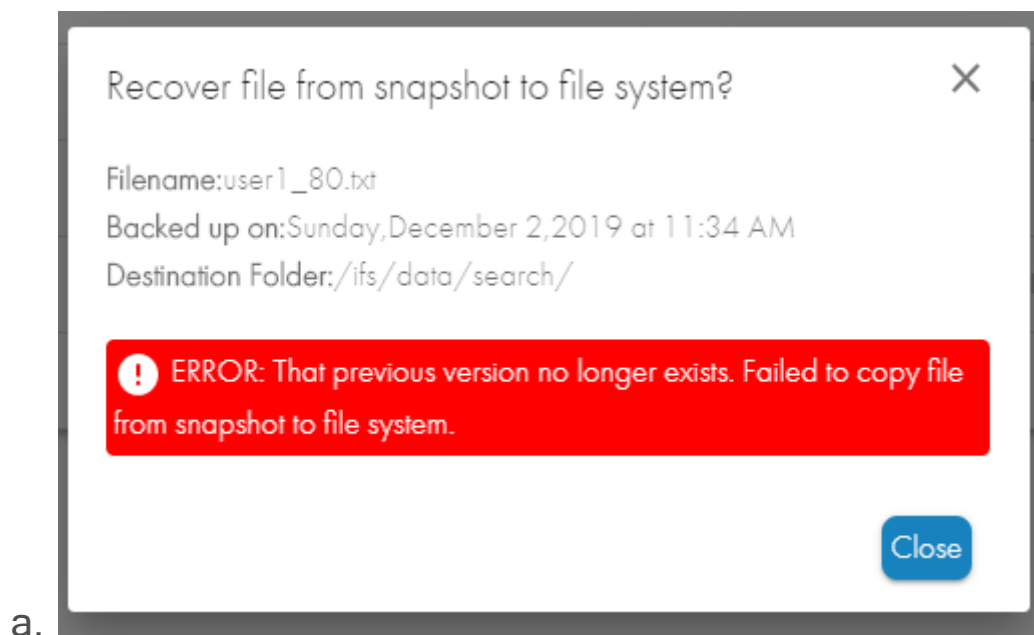 Recover file from snapshot to file system?
Filename:user1_80.txt
Backed up on:Sunday,December 2,2019 at 11:34 AM
Destination Folder:/ifs/data/search/
! ERROR: That previous version no longer exists. Failed to copy file
from snapshot to file system.
Close
a.